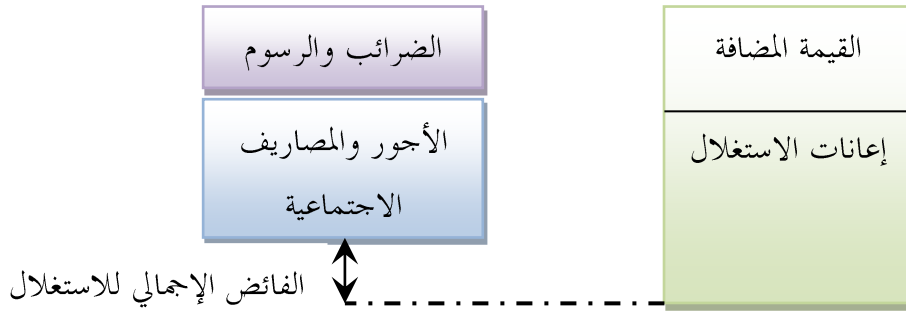 القيمة المضافة
إعانات الاستغلال
الضرائب والرسوم
الأجور والمصاريف
الاجتماعية
الفائض الإجمالي للاستغلال